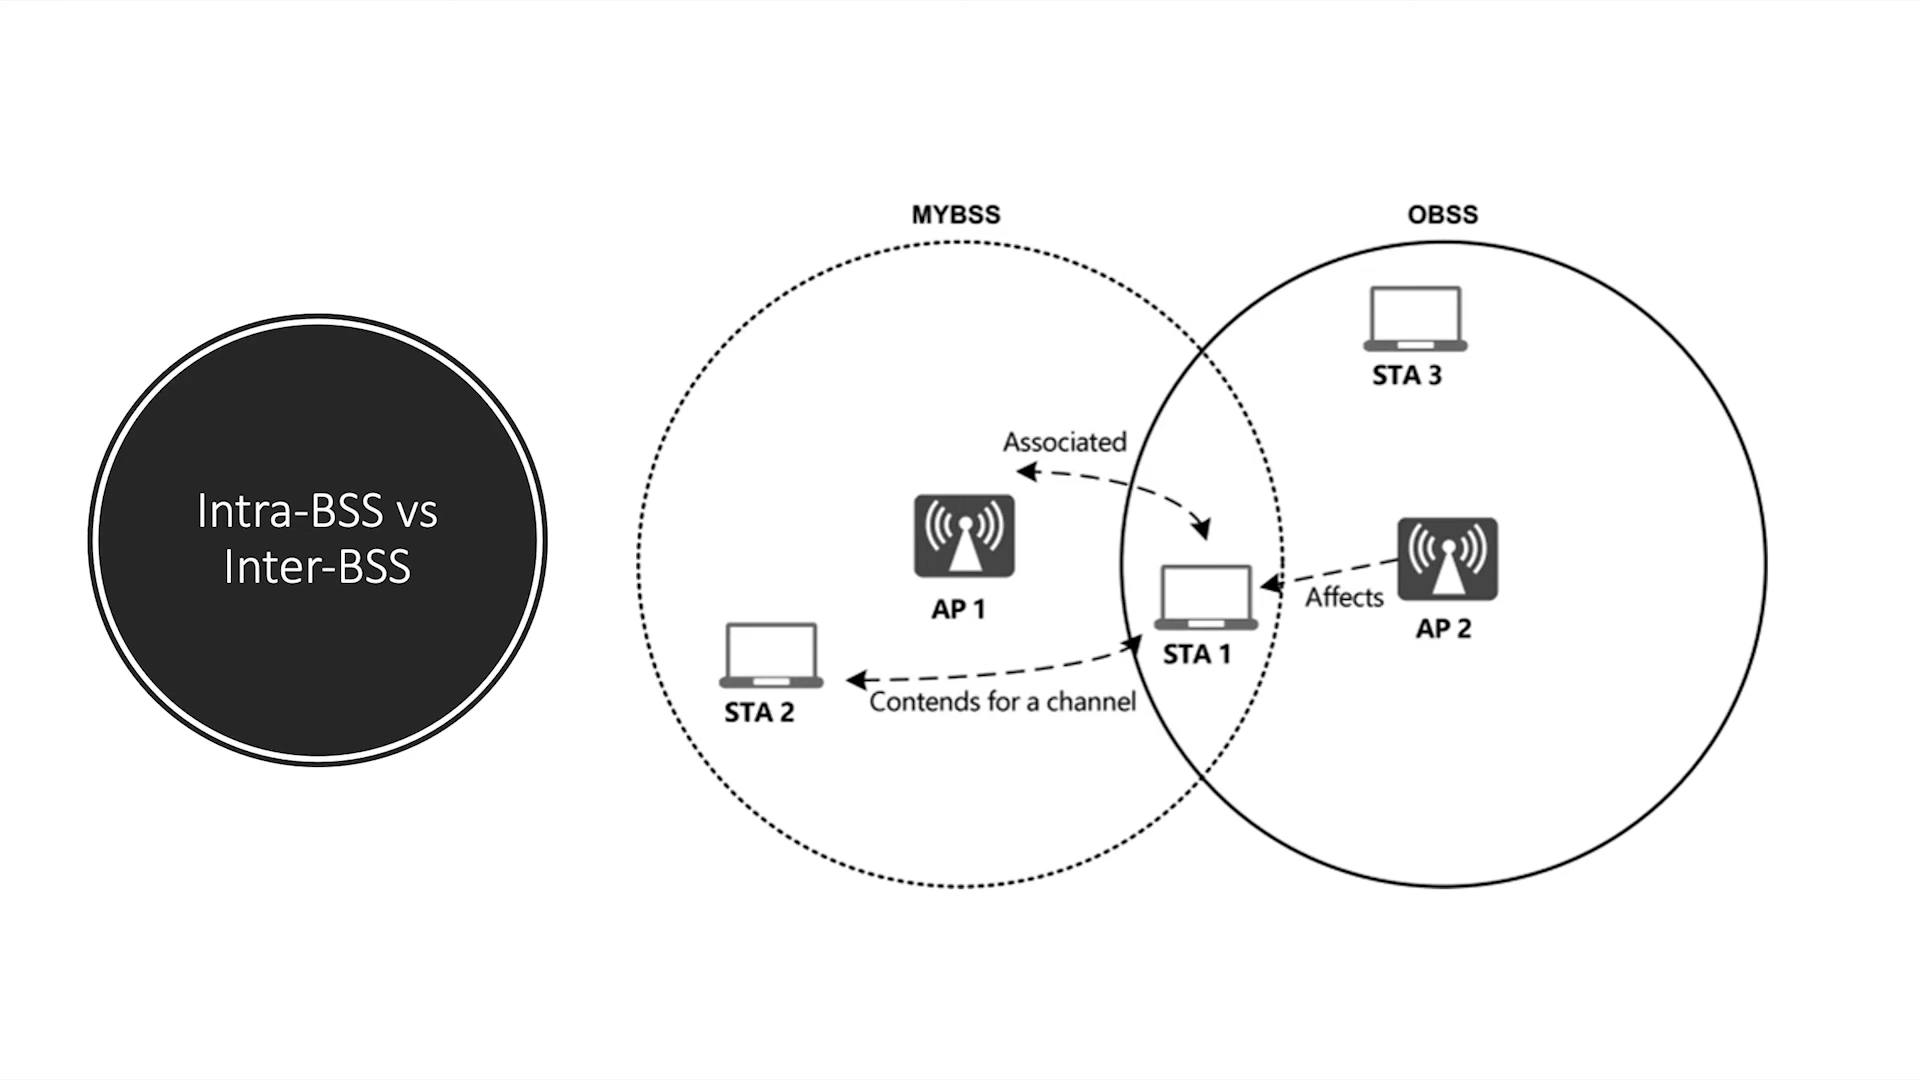 Intra-BSS vs
Inter-BSS
MYBSS
OBSS
STA 3
Associated
AP 1
Affects
AP 2
STA 1
STA 2
Contends for a channel